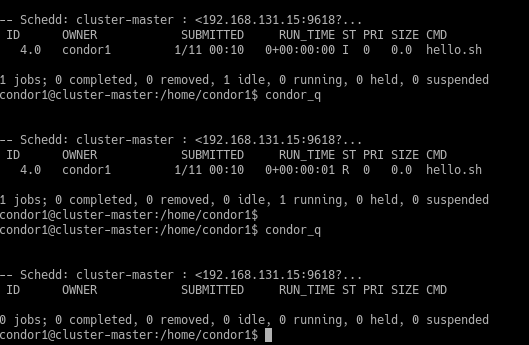 -- Schedd: cluster-master : <192.168.131.15:9618?...
 ID      OWNER            SUBMITTED     RUN_TIME ST PRI SIZE CMD
   4.0   condor1         1/11 00:10   0+00:00:00 I  0   0.0  hello.sh
1 jobs; 0 completed, 0 removed, 1 idle, 0 running, 0 held, 0 suspended
condor1@cluster-master:/home/condor1$ condor_q
-- Schedd: cluster-master : <192.168.131.15:9618?...
 ID      OWNER            SUBMITTED     RUN_TIME ST PRI SIZE CMD
   4.0   condor1         1/11 00:10   0+00:00:01 R  0   0.0  hello.sh
1 jobs; 0 completed, 0 removed, 0 idle, 1 running, 0 held, 0 suspended
condor1@cluster-master:/home/condor1$
condor1@cluster-master:/home/condor1$ condor_q
-- Schedd: cluster-master : <192.168.131.15:9618?...
 ID      OWNER            SUBMITTED     RUN_TIME ST PRI SIZE CMD
0 jobs; 0 completed, 0 removed, 0 idle, 0 running, 0 held, 0 suspended
condor1@cluster-master:/home/condor1$